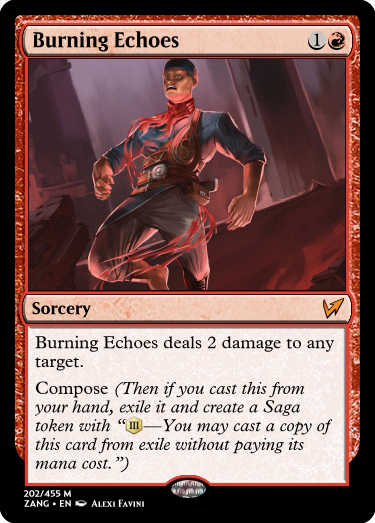 Burning Echoes 1
Sorcery
Burning Echoes deals 2 damage to any
target.
Compose (Then if you cast this from
your hand, exile it and create a Saga
token with “III—You may cast a copy of
this card from exile without paying its
mana cost.”)
202/455 M
ZANG • EN Alexi Favini